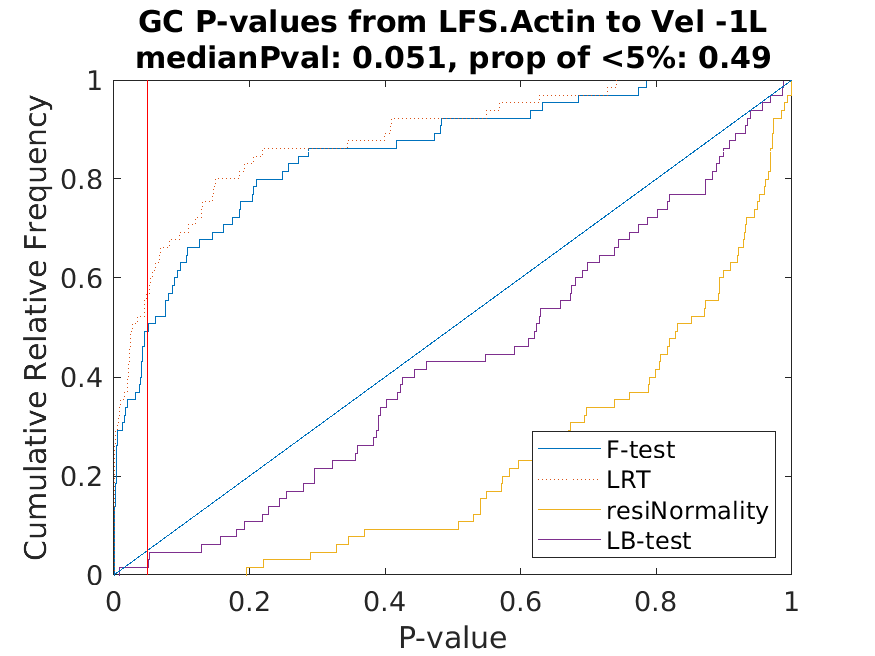 GC P-values from LFS.Actin to Vel -1L
medianPval: 0.051, prop of <5%: 0.49
Cumulative Relative Frequency
1
0.8
0.6
0.4
0.2
0
0
0.2
0.4
0.6
0.8
1
P-value
F-test
LRT
resiNormality
LB-test